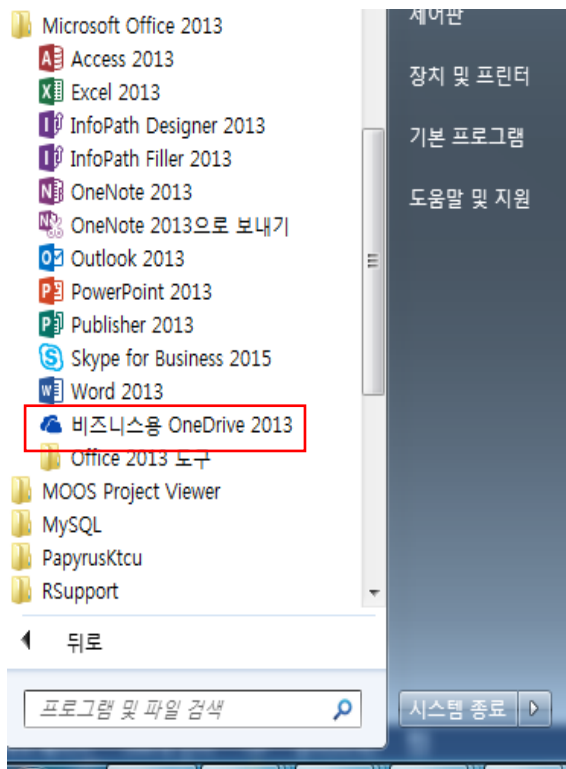 Microsoft Office 2013
Access 2013
Excel 2013
InfoPath Designer 2013
InfoPath Filler 2013
OneNote 2013
OneNote 2013으로 보내기
Outlook 2013
PowerPoint 2013
Publisher 2013
Skype for Business 2015
Word 2013
비즈니스용 OneDrive 2013
Office 2013 도구
MOOS Project Viewer
MySQL
PapyrusKtcu
RSupport
뒤로
프로그램 및 파일 검색
제어판
장치 및 프린터
기본 프로그램
도움말 및 지원
시스템 종료